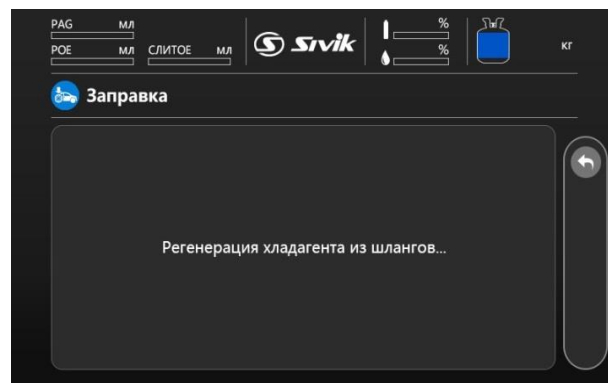 PAG мл
POE мл СЛИТОЕ мл
Sivik
%
%
кг
Заправка
Регенерация хладагента из шлангов...